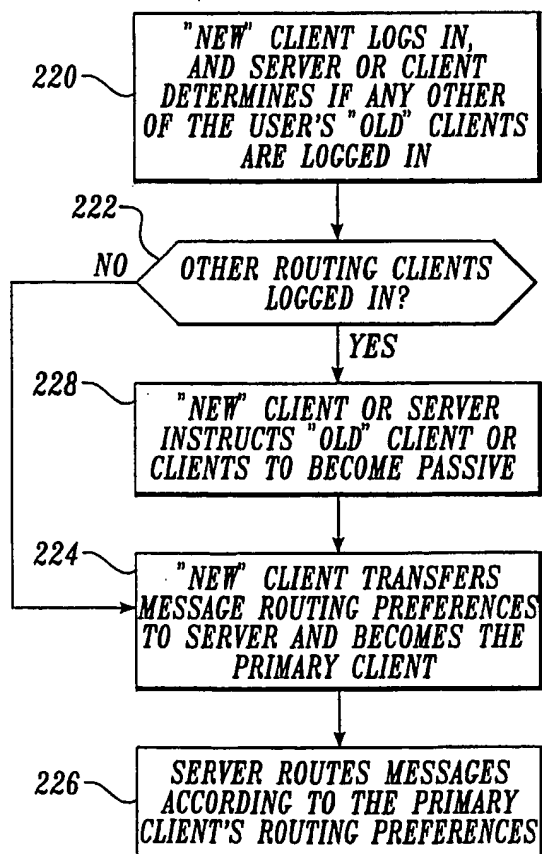 220
"NEW" CLIENT LOGS IN,
AND SERVER OR CLIENT
DETERMINES IF ANY OTHER
OF THE USER'S "OLD" CLIENTS
ARE LOGGED IN
222
NO
OTHER ROUTING CLIENTS
LOGGED IN?
YES
228
"NEW" CLIENT OR SERVER
INSTRUCTS "OLD" CLIENT OR
CLIENTS TO BECOME PASSIVE
224
"NEW" CLIENT TRANSFERS
MESSAGE ROUTING PREFERENCES
TO SERVER AND BECOMES THE
PRIMARY CLIENT
226
SERVER ROUTES MESSAGES
ACCORDING TO THE PRIMARY
CLIENT'S ROUTING PREFERENCES